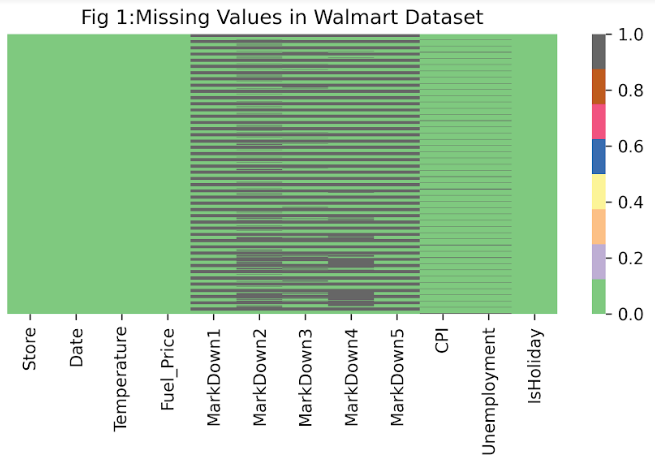 Fig 1:Missing Values in Walmart Dataset
1.0
0.8
0.6
0.4
0.2
0.0
Store
Date
Temperature
Fuel_Price
MarkDown1
MarkDown2
MarkDown3
MarkDown4
MarkDown5
CPI
Unemployment
IsHoliday